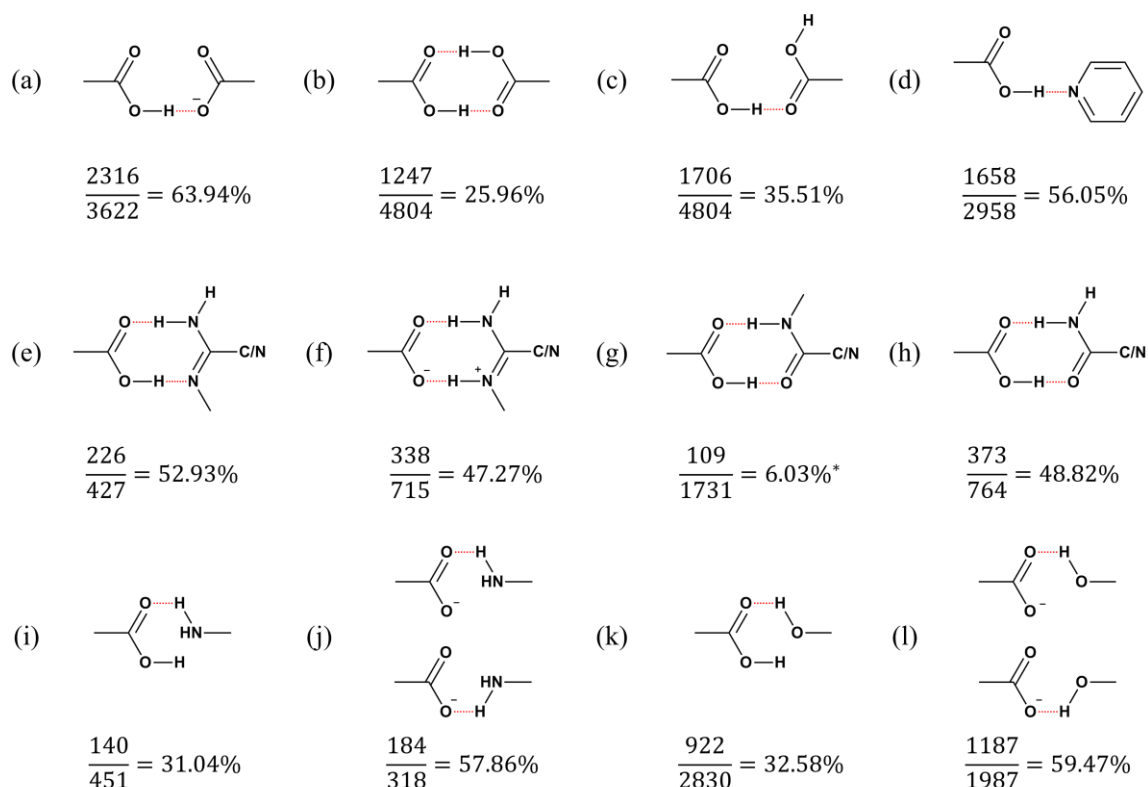 H
O O O H O O O O
(a) (b) (c) (d)
O H O⁻ O H O O H O O H N
2316/3622 = 63.94% 1247/4804 = 25.96% 1706/4804 = 35.51% 1658/2958 = 56.05%
H H H
O H N O H N O H N O H N
(e) C/N (f) C/N (g) C/N (h) C/N
O H N O⁻ H N⁺ O H O O H O
226/427 = 52.93% 338/715 = 47.27% 109/1731 = 6.03%* 373/764 = 48.82%
O H O H
HN O
O⁻ O⁻
O H O H
(i) HN (j) (k) O (l)
O H O H
O HN O O
O⁻ H O⁻ H
140/451 = 31.04% 184/318 = 57.86% 922/2830 = 32.58% 1187/1987 = 59.47%